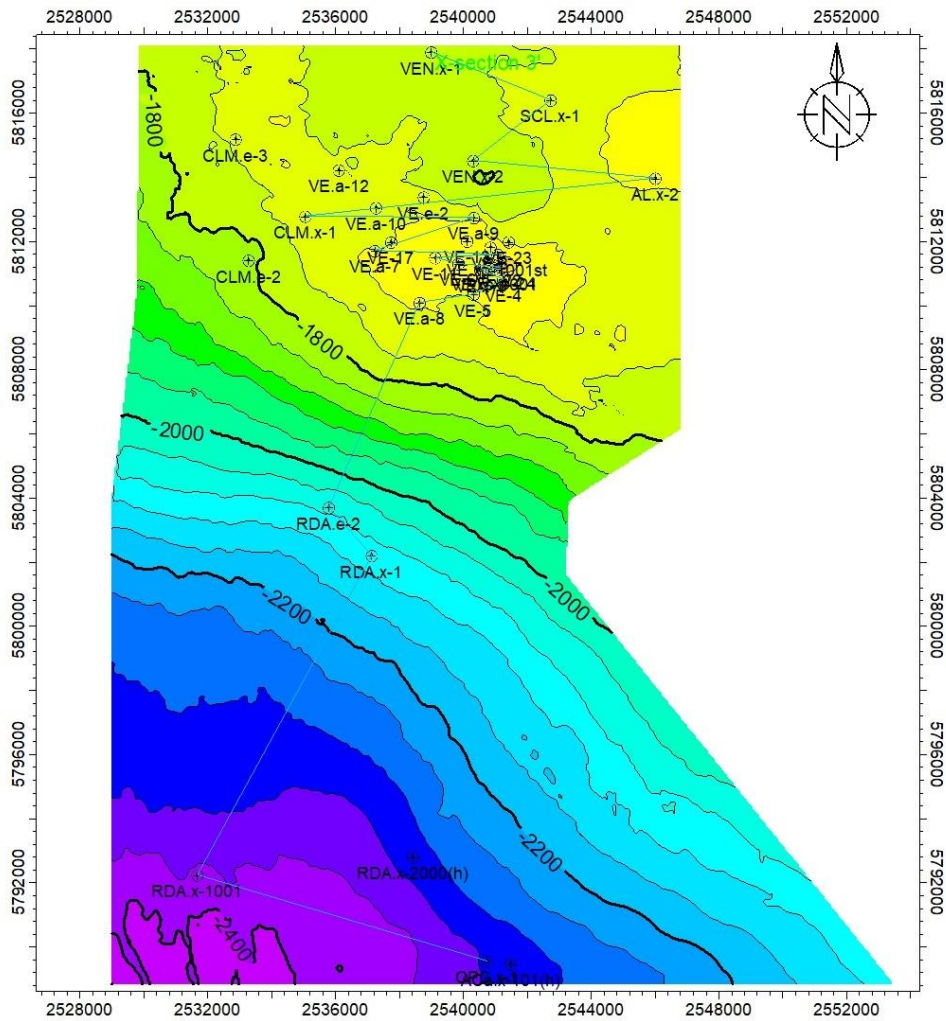 2528000 2532000 2536000 2540000 2544000 2548000 2552000
X-section 3'
VEN.x-1
5816000 5816000
SCL.x-1
-1800
CLM.e-3
VE.a-12
VEN.x-2
AL.x-2
N
VE.e-2
VE.a-10
CLM.x-1
VE.a-9
5812000 5812000
VE-17
VE.a-7
CLM.e-2
VE-4
VE-5
VE.a-8
-1800
5808000 5808000
-2000
5804000 5804000
RDA.e-2
RDA.x-1
-2200
-2000
5800000 5800000
5796000 5796000
-2200
RDA.x-2000(h)
RDA.x-1001
5792000 5792000
-2400
2528000 2532000 2536000 2540000 2544000 2548000 2552000